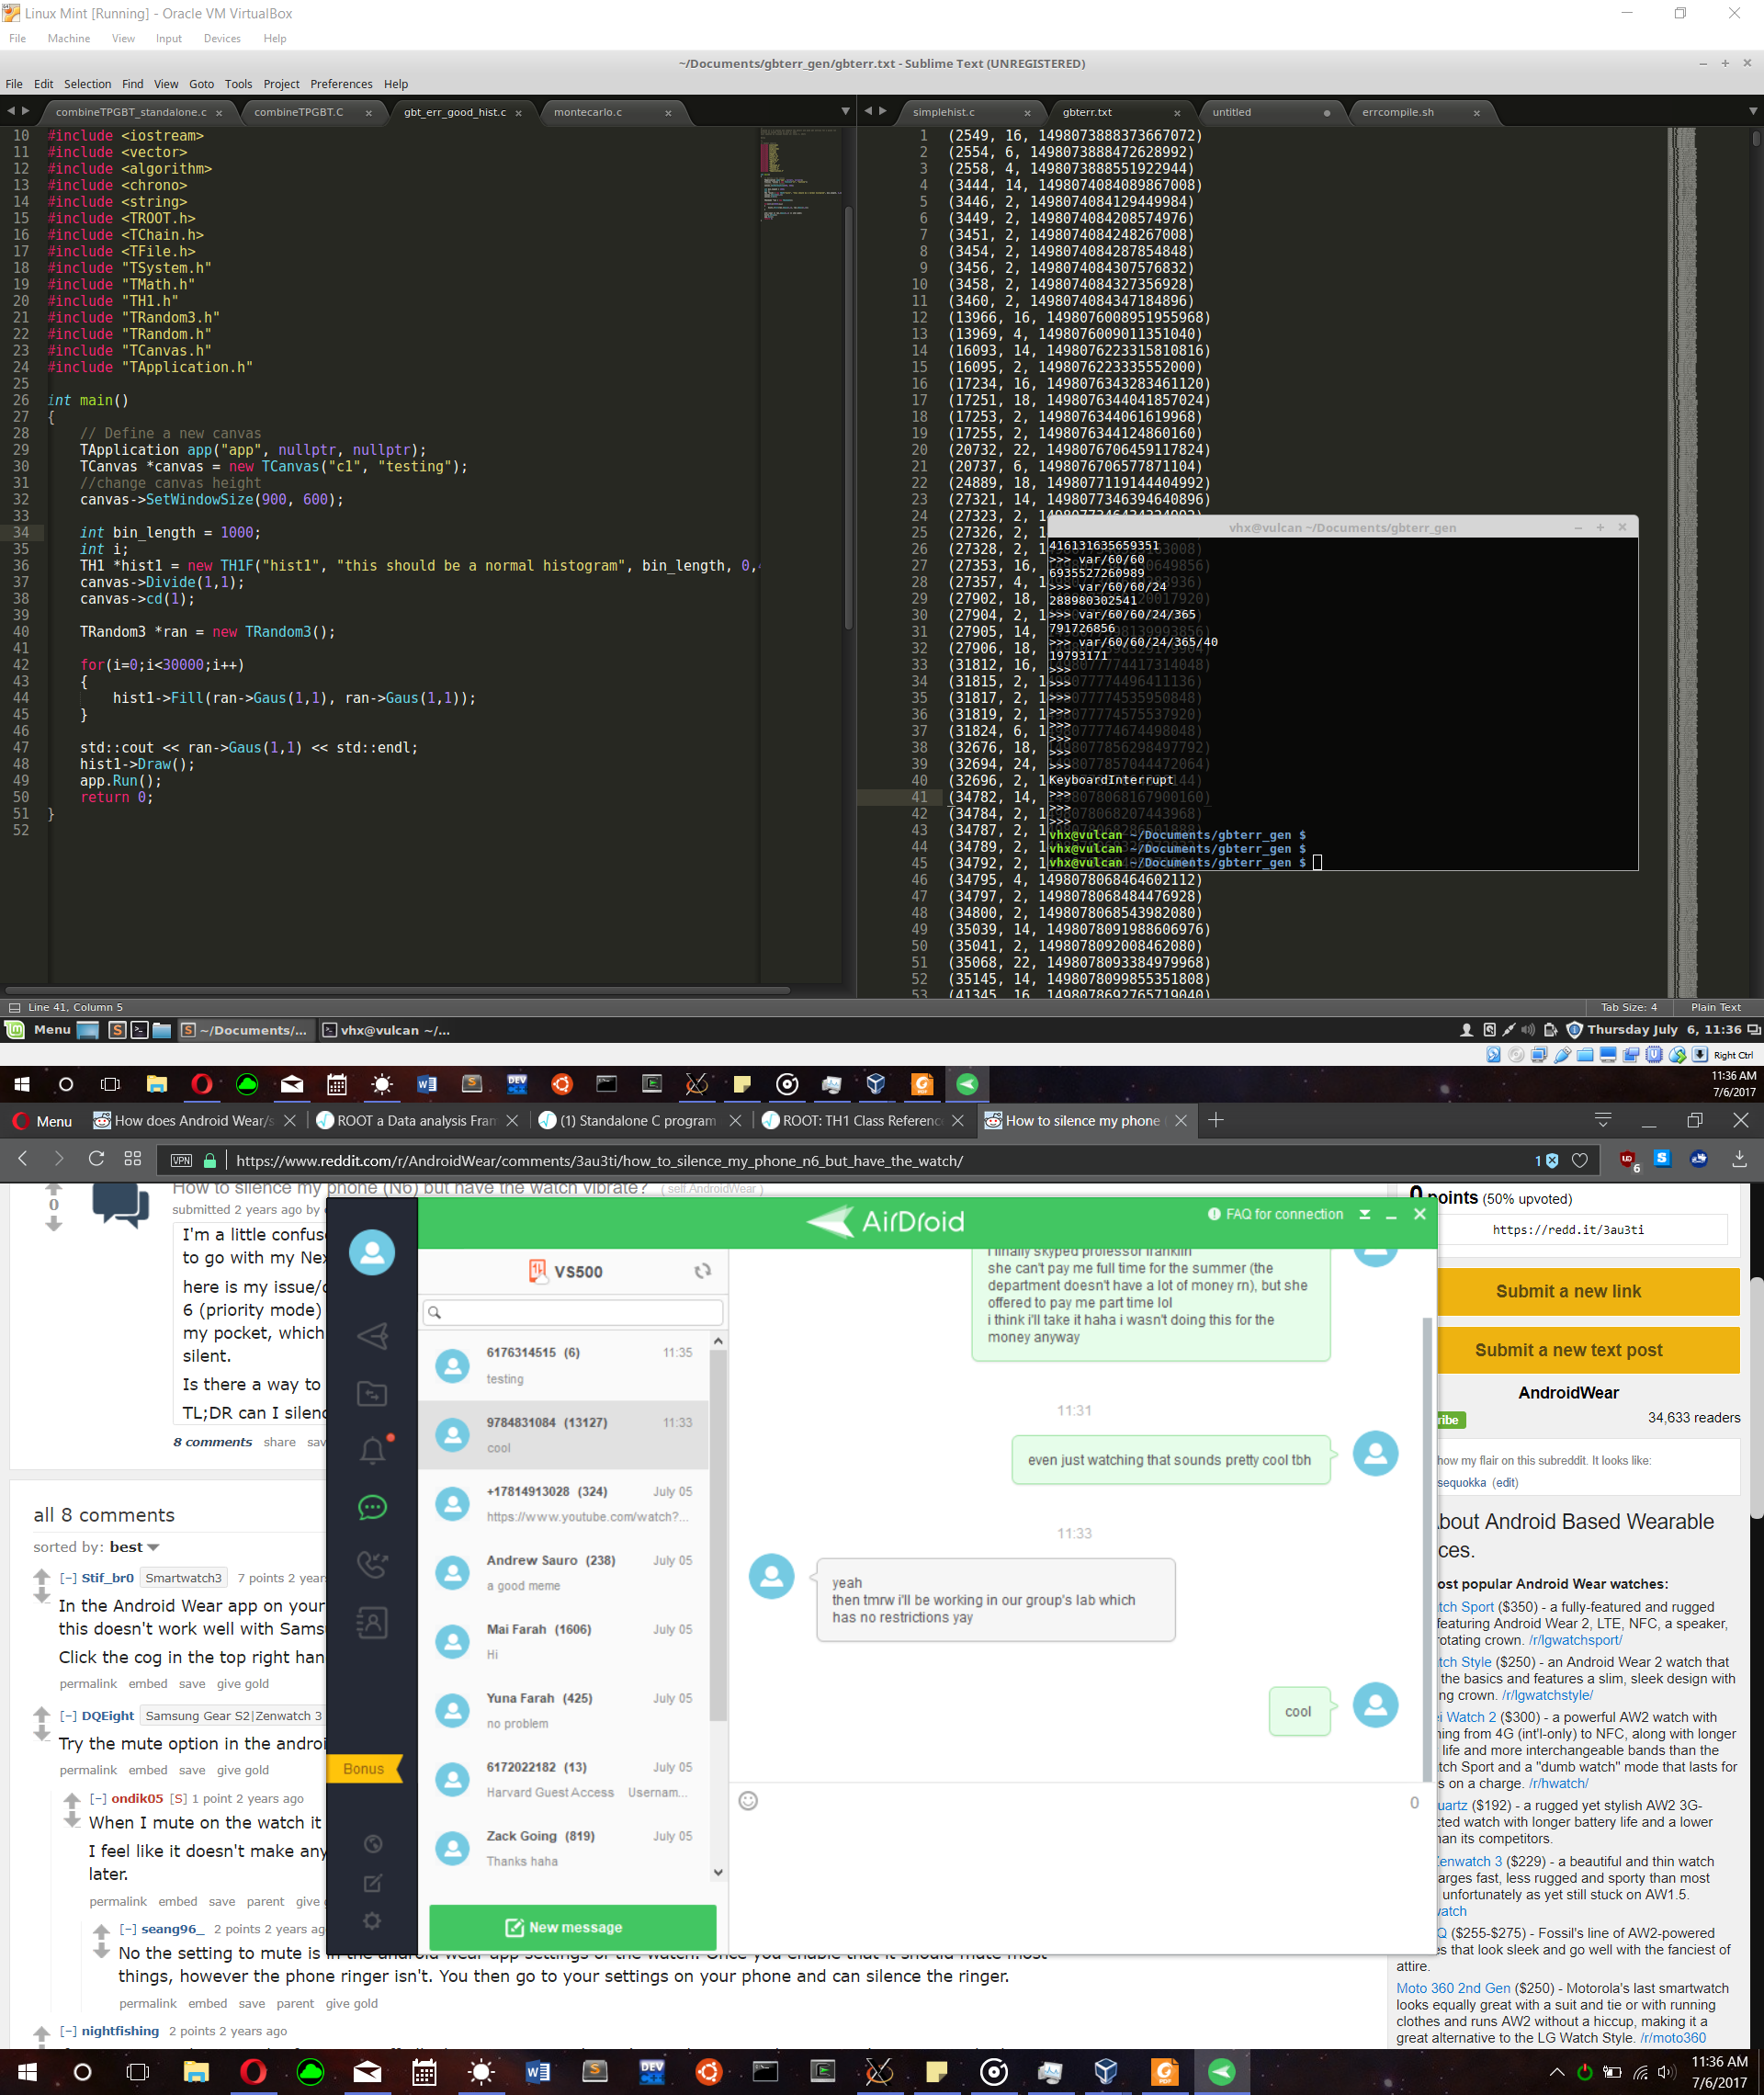 Linux Mint [Running] - Oracle VM VirtualBox
File Machine View Input Devices Help
~/Documents/gbterr_gen/gbterr.txt - Sublime Text (UNREGISTERED)
File Edit Selection Find View Goto Tools Project Preferences Help
combineTPGBT_standalone.c combineTPGBT.C gbt_err_good_hist.c montecarlo.c
10 #include <iostream>
11 #include <vector>
12 #include <algorithm>
13 #include <chrono>
14 #include <string>
15 #include <TROOT.h>
16 #include <TChain.h>
17 #include <TFile.h>
18 #include "TSystem.h"
19 #include "TMath.h"
20 #include "TH1.h"
21 #include "TRandom3.h"
22 #include "TRandom.h"
23 #include "TCanvas.h"
24 #include "TApplication.h"
25
26 int main()
27 {
28 // Define a new canvas
29 TApplication app("app", nullptr, nullptr);
30 TCanvas *canvas = new TCanvas("c1", "testing");
31 //change canvas height
32 canvas->SetWindowSize(900, 600);
33
34 int bin_length = 1000;
35 int i;
36 TH1 *hist1 = new TH1F("hist1", "this should be a normal histogram", bin_length, 0,
37 canvas->Divide(1,1);
38 canvas->cd(1);
39
40 TRandom3 *ran = new TRandom3();
41
42 for(i=0;i<30000;i++)
43 {
44 hist1->Fill(ran->Gaus(1,1), ran->Gaus(1,1));
45 }
46
47 std::cout << ran->Gaus(1,1) << std::endl;
48 hist1->Draw();
49 app.Run();
50 return 0;
51 }
52
simplehist.c gbterr.txt untitled errcompile.sh
1 (2549, 16, 1498073888373667072)
2 (2554, 6, 1498073888472628992)
3 (2558, 4, 1498073888551922944)
4 (3444, 14, 1498074084089867008)
5 (3446, 2, 1498074084129449984)
6 (3449, 2, 1498074084208574976)
7 (3451, 2, 1498074084248267008)
8 (3454, 2, 1498074084287854848)
9 (3456, 2, 1498074084307576832)
10 (3458, 2, 1498074084327356928)
11 (3460, 2, 1498074084347184896)
12 (13966, 16, 1498076008951955968)
13 (13969, 4, 1498076009011351040)
14 (16093, 14, 1498076223315810816)
15 (16095, 2, 1498076223335552000)
16 (17234, 16, 1498076343283461120)
17 (17251, 18, 1498076344041857024)
18 (17253, 2, 1498076344061619968)
19 (17255, 2, 1498076344124860160)
20 (20732, 22, 1498076706459117824)
21 (20737, 6, 1498076706577871104)
22 (24889, 18, 1498077119144404992)
23 (27321, 14, 1498077346394640896)
24 (27323, 2,
25 (27326, 2,
26 (27328, 2,
27 (27353, 16,
28 (27357, 4,
29 (27902, 18,
30 (27904, 2,
31 (27905, 14,
32 (27906, 18,
33 (31812, 16,
34 (31815, 2,
35 (31817, 2,
36 (31819, 2,
37 (31824, 6,
38 (32676, 18,
39 (32694, 24,
40 (32696, 2,
41 (34782, 14,
42 (34784, 2,
43 (34787, 2,
44 (34789, 2,
45 (34792, 2,
46 (34795, 4, 1498078068464602112)
47 (34797, 2, 1498078068484476928)
48 (34800, 2, 1498078068543982080)
49 (35039, 14, 1498078091988606976)
50 (35041, 2, 1498078092008462080)
51 (35068, 22, 1498078093384979968)
52 (35145, 14, 1498078099855351808)
53 (41345, 16, 1498078692765719040)
vhx@vulcan ~/Documents/gbterr_gen
416131635659351
>>> var/60/60
6935527260989
>>> var/60/60/24
288980302541
>>> var/60/60/24/365
791726856
>>> var/60/60/24/365/40
19793171
>>>
>>>
>>>
>>>
>>>
>>>
>>>
>>>
KeyboardInterrupt
>>>
>>>
>>>
vhx@vulcan ~/Documents/gbterr_gen $
vhx@vulcan ~/Documents/gbterr_gen $
vhx@vulcan ~/Documents/gbterr_gen $
Line 41, Column 5 Tab Size: 4 Plain Text
Menu ~/Documents/... vhx@vulcan ~/... Thursday July 6, 11:36
Right Ctrl
11:36 AM
7/6/2017
Menu How does Android Wear/s ROOT a Data analysis Fram (1) Standalone C program ROOT: TH1 Class Reference How to silence my phone
VPN https://www.reddit.com/r/AndroidWear/comments/3au3ti/how_to_silence_my_phone_n6_but_have_the_watch/ 1 6
How to silence my phone (N6) but have the watch vibrate? (self.AndroidWear)
0
submitted 2 years ago by
I'm a little confus
to go with my Nex
here is my issue/
6 (priority mode)
my pocket, which
silent.
Is there a way to
TL;DR can I silenc
8 comments share sav
all 8 comments
sorted by: best
[-] Stif_br0 Smartwatch3 7 points 2 year
In the Android Wear app on your
this doesn't work well with Sams
Click the cog in the top right han
permalink embed save give gold
[-] DQEight Samsung Gear S2|Zenwatch 3
Try the mute option in the androi
permalink embed save give gold
[-] ondik05 [S] 1 point 2 years ago
When I mute on the watch it
I feel like it doesn't make any
later.
permalink embed save parent give
[-] seang96_ 2 points 2 years ag
No the setting to mute is in the android wear app settings of the watch. Once you enable that it should mute most
things, however the phone ringer isn't. You then go to your settings on your phone and can silence the ringer.
permalink embed save parent give gold
[-] nightfishing 2 points 2 years ago
AirDroid
FAQ for connection
VS500
6176314515 (6) 11:35
testing
9784831084 (13127) 11:33
cool
+17814913028 (324) July 05
https://www.youtube.com/watch?...
Andrew Sauro (238) July 05
a good meme
Mai Farah (1606) July 05
Hi
Yuna Farah (425) July 05
no problem
6172022182 (13) July 05
Harvard Guest Access Usernam...
Zack Going (819) July 05
Thanks haha
Bonus
New message
i finally skyped professor franklin
she can't pay me full time for the summer (the
department doesn't have a lot of money rn), but she
offered to pay me part time lol
i think i'll take it haha i wasn't doing this for the
money anyway
11:31
even just watching that sounds pretty cool tbh
11:33
yeah
then tmrw i'll be working in our group's lab which
has no restrictions yay
cool
0
0 points (50% upvoted)
https://redd.it/3au3ti
Submit a new link
Submit a new text post
AndroidWear
ribe 34,633 readers
how my flair on this subreddit. It looks like:
sequokka (edit)
bout Android Based Wearable
ces.
ost popular Android Wear watches:
tch Sport ($350) - a fully-featured and rugged
featuring Android Wear 2, LTE, NFC, a speaker,
rotating crown. /r/lgwatchsport/
tch Style ($250) - an Android Wear 2 watch that
the basics and features a slim, sleek design with
ng crown. /r/lgwatchstyle/
i Watch 2 ($300) - a powerful AW2 watch with
ning from 4G (int'l-only) to NFC, along with longer
life and more interchangeable bands than the
tch Sport and a "dumb watch" mode that lasts for
s on a charge. /r/hwatch/
uartz ($192) - a rugged yet stylish AW2 3G-
cted watch with longer battery life and a lower
han its competitors.
Zenwatch 3 ($229) - a beautiful and thin watch
arges fast, less rugged and sporty than most
unfortunately as yet still stuck on AW1.5.
watch
Q ($255-$275) - Fossil's line of AW2-powered
es that look sleek and go well with the fanciest of
attire.
Moto 360 2nd Gen ($250) - Motorola's last smartwatch
looks equally great with a suit and tie or with running
clothes and runs AW2 without a hiccup, making it a
great alternative to the LG Watch Style. /r/moto360
11:36 AM
7/6/2017